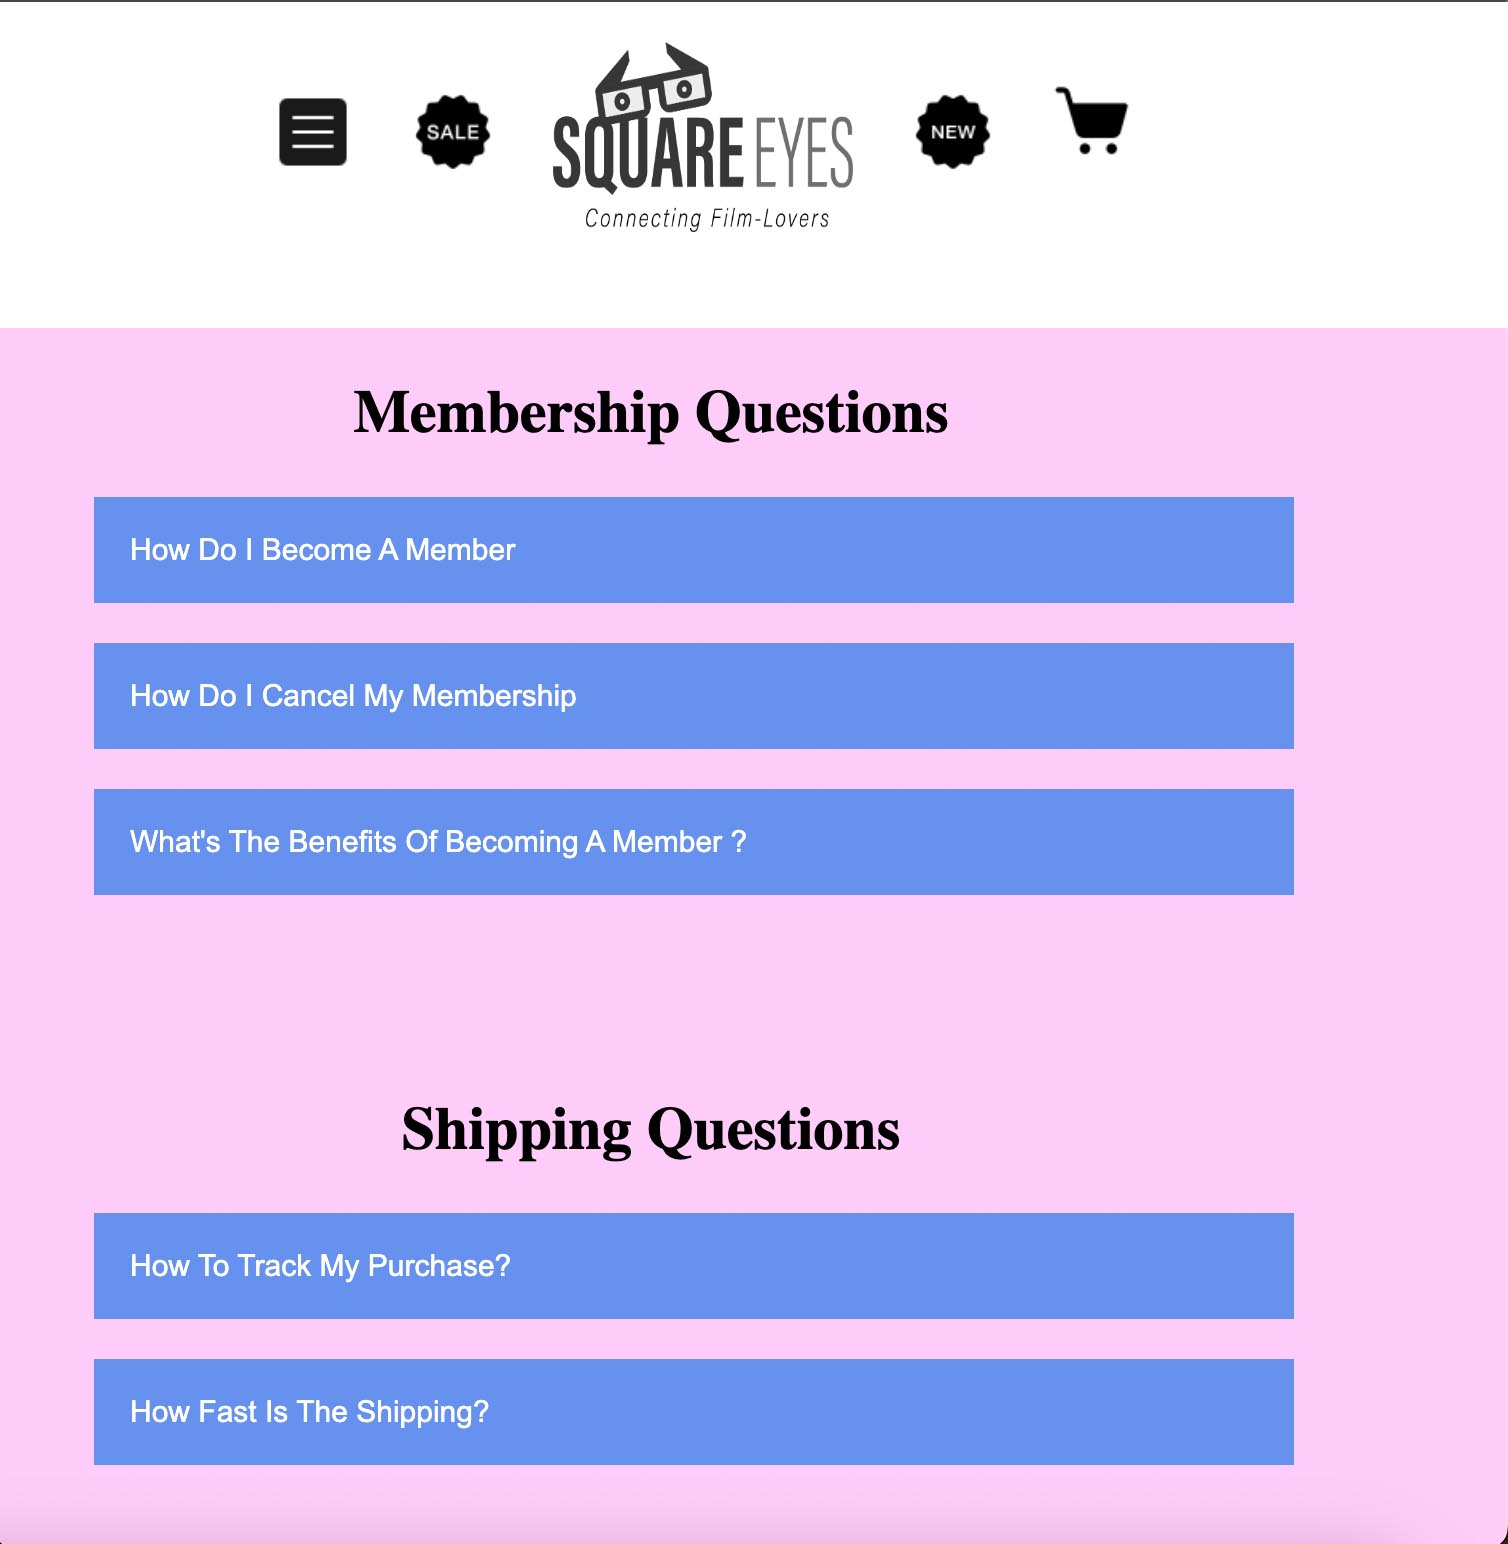 SALE
SQUARE EYES
NEW
Connecting Film-Lovers
Membership Questions
How Do I Become A Member
How Do I Cancel My Membership
What's The Benefits Of Becoming A Member ?
Shipping Questions
How To Track My Purchase?
How Fast Is The Shipping?